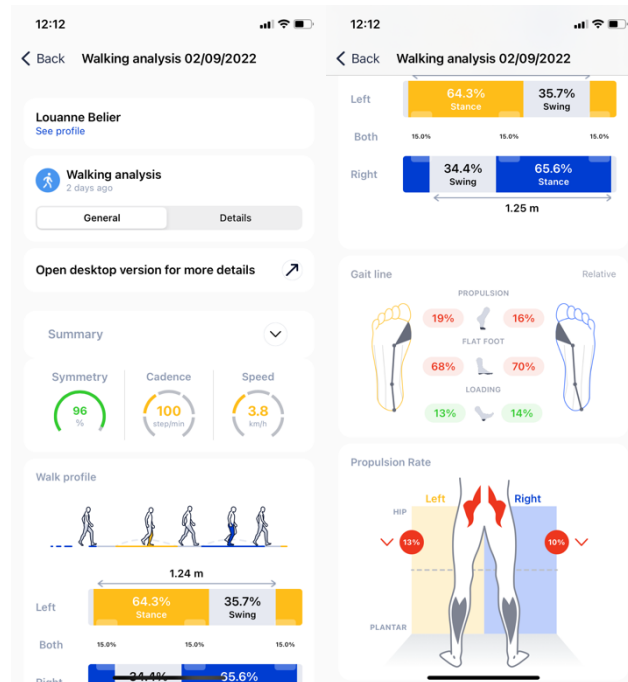 12:12
Back Walking analysis 02/09/2022
Louanne Belier
See profile
Walking analysis
2 days ago
General Details
Open desktop version for more details
Summary
Symmetry Cadence Speed
96 100 3.8
% step/min km/h
Walk profile
1.24 m
Left 64.3% 35.7%
Stance Swing
Both 15.0% 15.0% 15.0%
Right 34.4% 65.6%
12:12
Back Walking analysis 02/09/2022
Left 64.3% 35.7%
Stance Swing
Both 15.0% 15.0% 15.0%
Right 34.4% 65.6%
Swing Stance
1.25 m
Gait line Relative
PROPULSION
19% 16%
FLAT FOOT
68% 70%
LOADING
13% 14%
Propulsion Rate
Left Right
HIP
13% 10%
PLANTAR